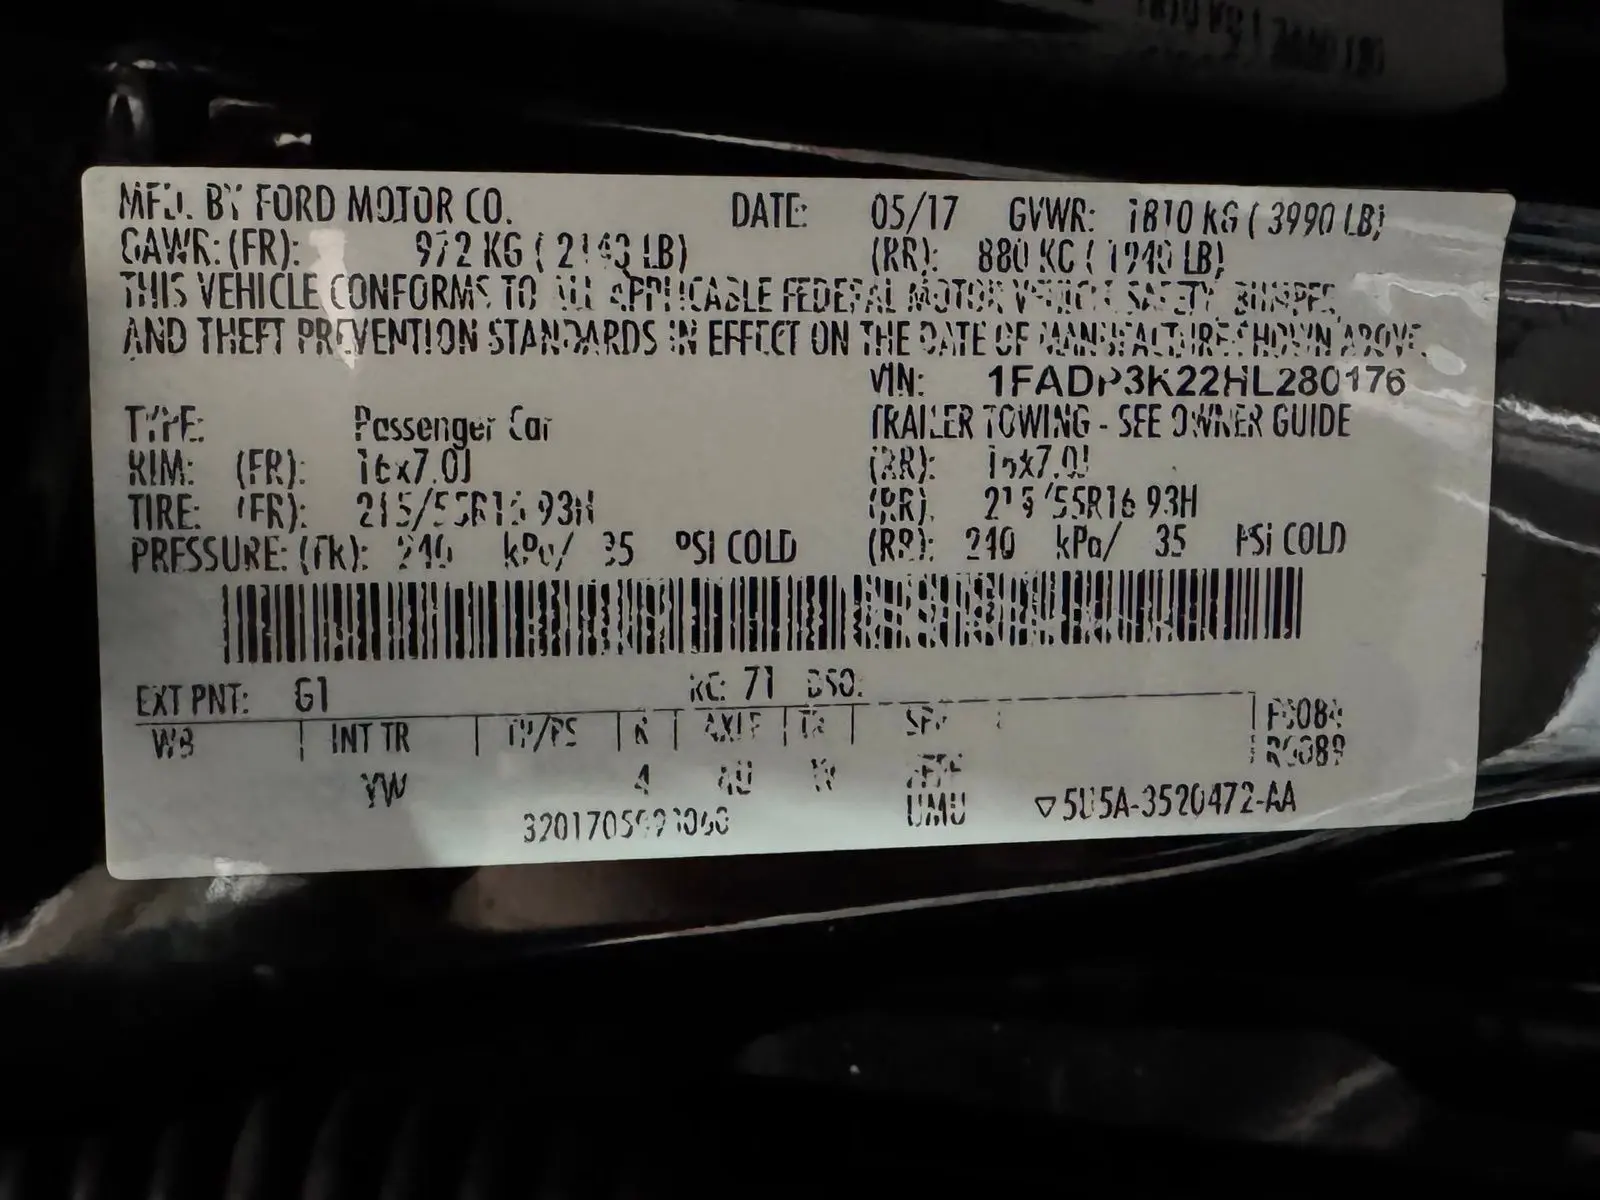 MFD. BY FORD MOTOR CO. DATE: 05/17 GVWR: 1810 KG ( 3990 LB)
GAWR: (FR): 972 KG ( 2143 LB) (RR): 880 KG ( 1940 LB)
THIS VEHICLE CONFORMS TO ALL APPLICABLE FEDERAL MOTOR VEHICLE SAFETY, BUMPER,
AND THEFT PREVENTION STANDARDS IN EFFECT ON THE DATE OF MANUFACTURE SHOWN ABOVE.
VIN: 1FADP3K22HL280176
TYPE: Passenger Car TRAILER TOWING - SEE OWNER GUIDE
RIM: (FR): 16x7.0J (RR): 16x7.0J
TIRE: (FR): 215/55R16 93H (RR): 215/55R16 93H
PRESSURE: (FR): 240 kPa/ 35 PSI COLD (RR): 240 kPa/ 35 PSI COLD
EXT PNT: G1 RC: 71 DSO:
WB INT TR TP/PS R AXLE TR SPR F0084
R0089
YW 4 AU W
UMU ▽5U5A-3520472-AA